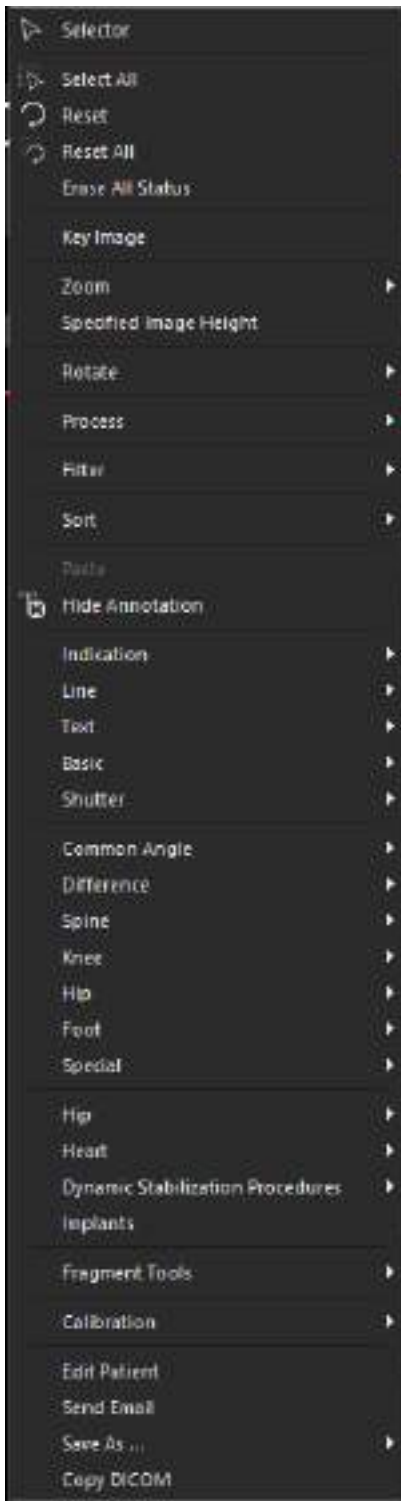 Selector
Select All
Reset
Reset All
Erase All Status
Key Image
Zoom
Specified Image Height
Rotate
Process
Filter
Sort
Paste
Hide Annotation
Indication
Line
Text
Basic
Shutter
Common Angle
Difference
Spine
Knee
Hip
Foot
Special
Hip
Heart
Dynamic Stabilization Procedures
Implants
Fragment Tools
Calibration
Edit Patient
Send Email
Save As ...
Copy DICOM